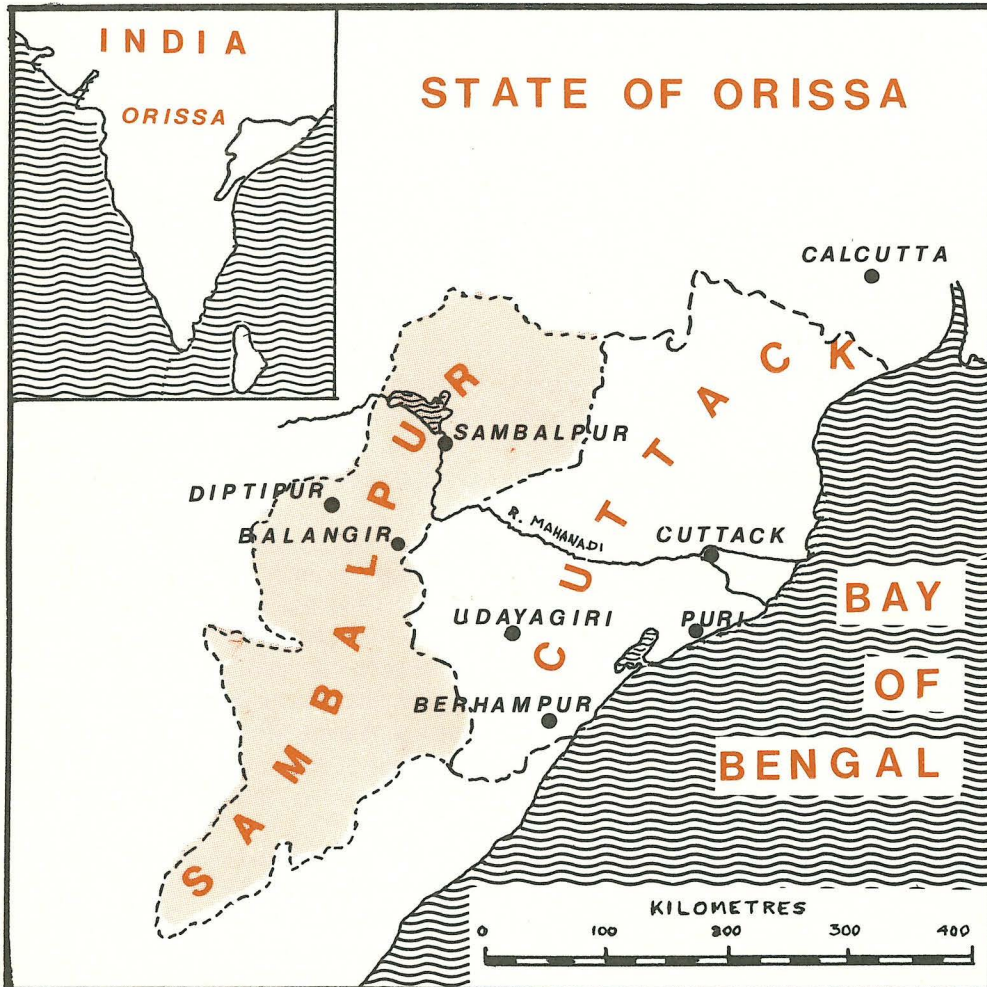 INDIA
ORISSA
STATE OF ORISSA
CALCUTTA
CUTTACK
SAMBALPUR
SAMBALPUR
DIPTIPUR
BALANGIR
R. MAHANADI
CUTTACK
UDAYAGIRI
PURI
BERHAMPUR
BAY
OF
BENGAL
KILOMETRES
0 100 200 300 400